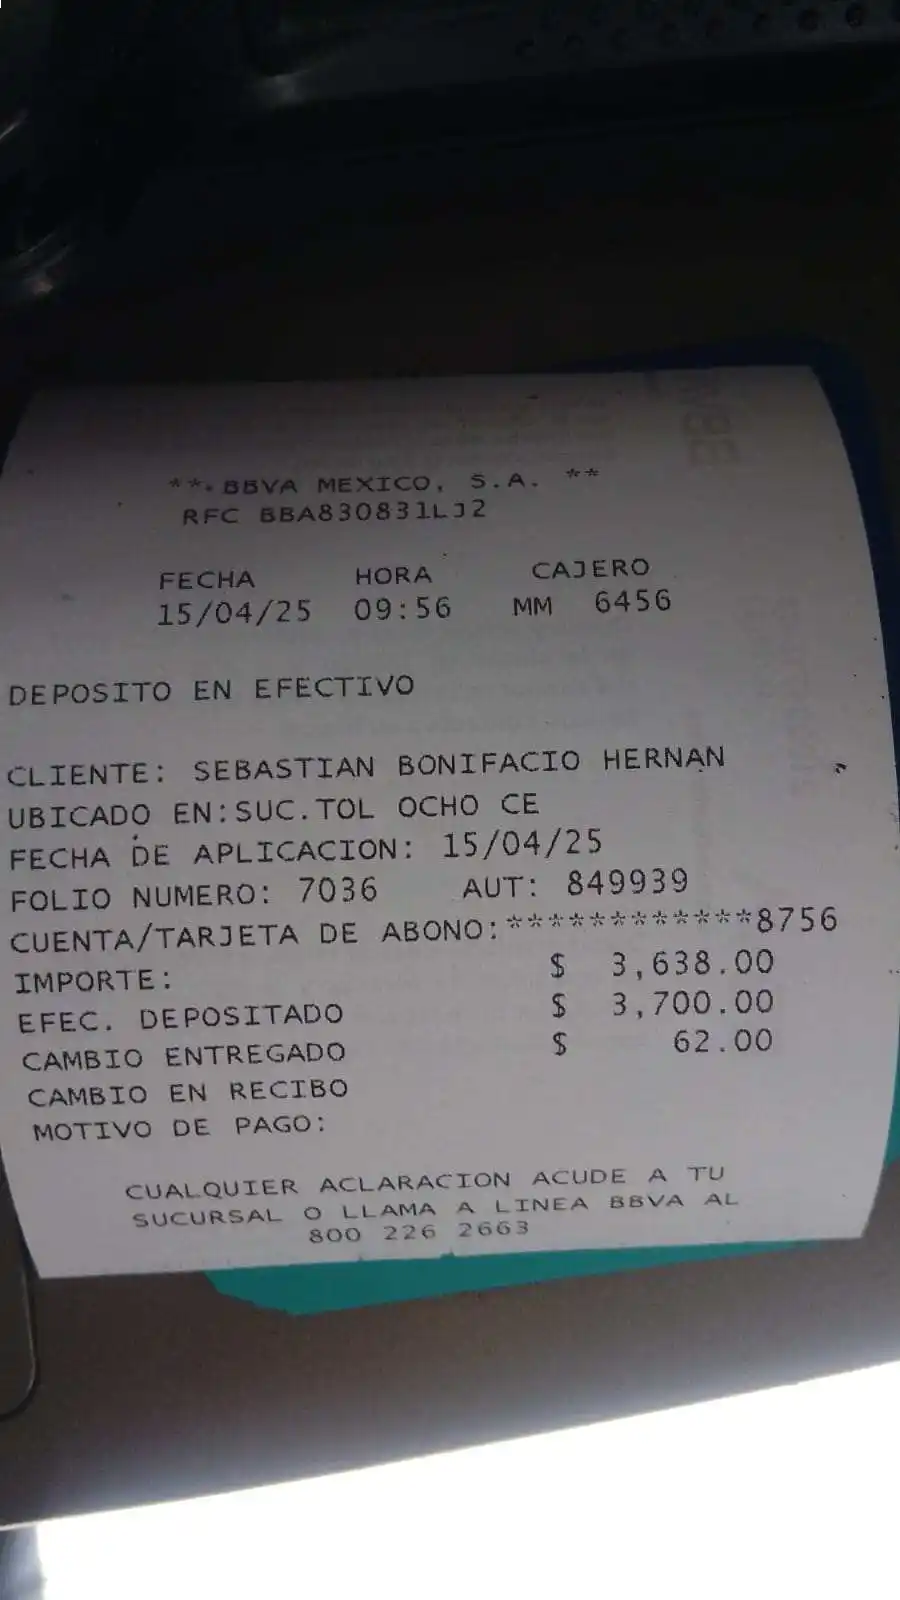 ** BBVA MEXICO, S.A. **
RFC BBA830831LJ2
FECHA HORA CAJERO
15/04/25 09:56 MM 6456
DEPOSITO EN EFECTIVO
CLIENTE: SEBASTIAN BONIFACIO HERNAN
UBICADO EN:SUC.TOL OCHO CE
FECHA DE APLICACION: 15/04/25
FOLIO NUMERO: 7036 AUT: 849939
CUENTA/TARJETA DE ABONO:************8756
IMPORTE: $ 3,638.00
EFEC. DEPOSITADO $ 3,700.00
CAMBIO ENTREGADO $ 62.00
CAMBIO EN RECIBO
MOTIVO DE PAGO:
CUALQUIER ACLARACION ACUDE A TU
SUCURSAL O LLAMA A LINEA BBVA AL
800 226 2663